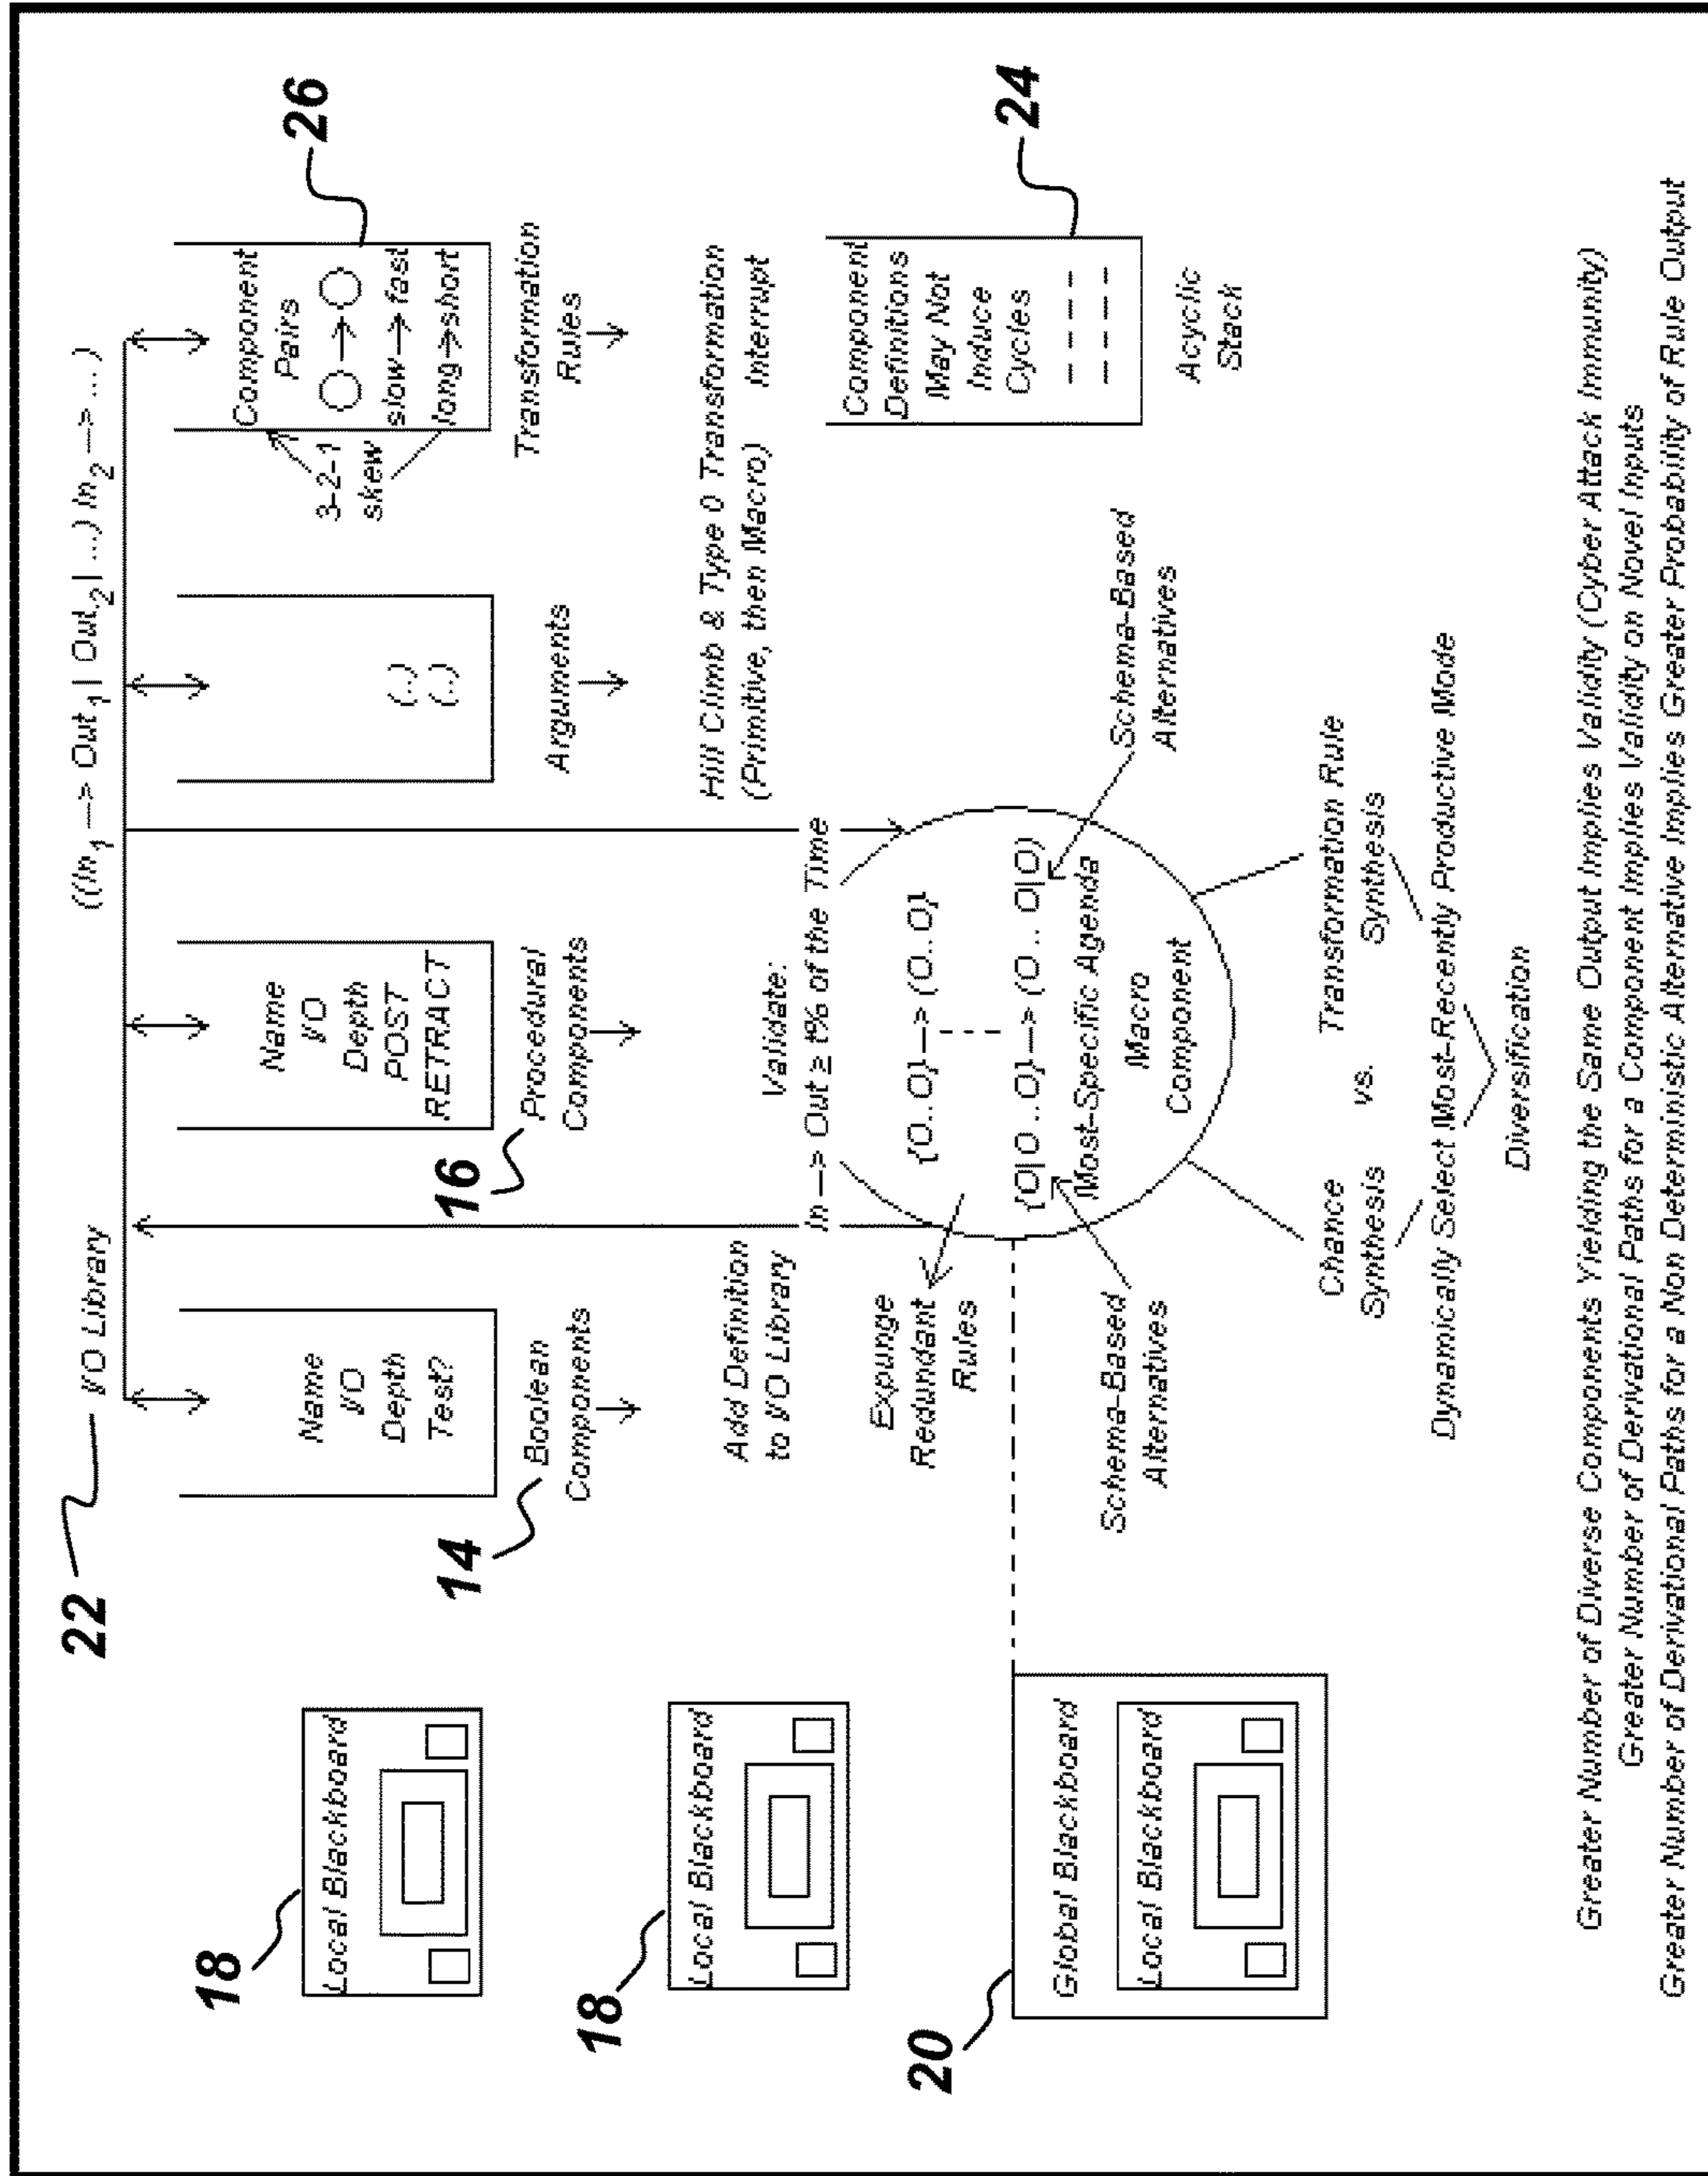 22
I/O Library
((In1 —> Out1 | Out2 | ...) In2 —> ...)
18
Local Blackboard
Name
I/O
Depth
Test?
14
Boolean
Components
Name
I/O
Depth
POST
RETRACT
16
Procedural
Components
(..)
(..)
Arguments
3-2-1
skew
Component
Pairs
slow→fast
long→short
26
Transformation
Rules
18
Local Blackboard
Add Definition
to I/O Library
Validate:
In —> Out ≥ t% of the Time
Hill Climb & Type 0 Transformation
(Primitive, then Macro)
Interrupt
Expunge
Redundant
Rules
{O..O}—>(O..O)
{O|O...O}—>(O...O|O)
Most-Specific Agenda
Macro
Component
Schema-Based
Alternatives
Schema-Based
Alternatives
Component
Definitions
May Not
Induce
Cycles
24
Acyclic
Stack
20
Global Blackboard
Local Blackboard
Chance
Synthesis
vs.
Transformation Rule
Synthesis
Dynamically Select Most-Recently Productive Mode
Diversification
Greater Number of Diverse Components Yielding the Same Output Implies Validity (Cyber Attack Immunity)
Greater Number of Derivational Paths for a Component Implies Validity on Novel Inputs
Greater Number of Derivational Paths for a Non Deterministic Alternative Implies Greater Probability of Rule Output